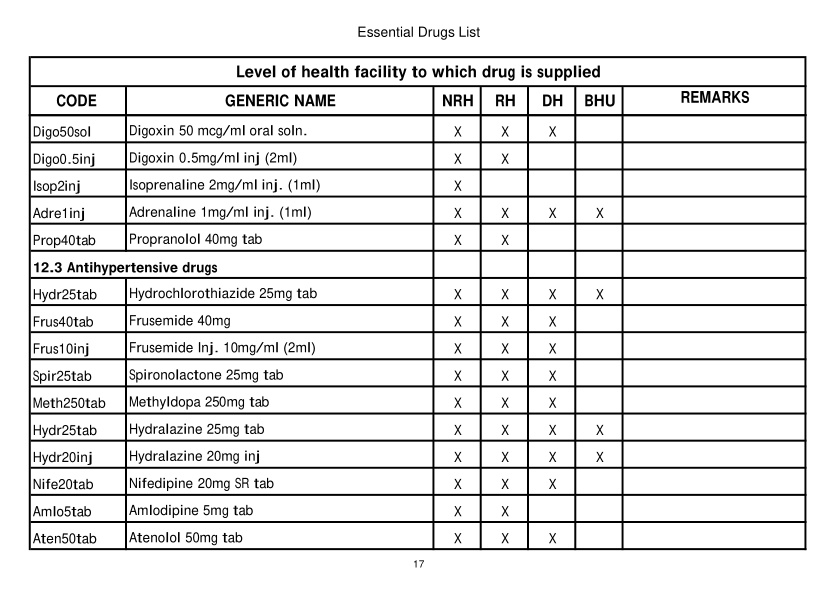 Essential Drugs List
Level of health facility to which drug is supplied
CODE GENERIC NAME NRH RH DH BHU REMARKS
Digo50sol Digoxin 50 mcg/ml oral soln. X X X
Digo0.5inj Digoxin 0.5mg/ml inj (2ml) X X
Isop2inj Isoprenaline 2mg/ml inj. (1ml) X
Adre1inj Adrenaline 1mg/ml inj. (1ml) X X X X
Prop40tab Propranolol 40mg tab X X
12.3 Antihypertensive drugs
Hydr25tab Hydrochlorothiazide 25mg tab X X X X
Frus40tab Frusemide 40mg X X X
Frus10inj Frusemide Inj. 10mg/ml (2ml) X X X
Spir25tab Spironolactone 25mg tab X X X
Meth250tab Methyldopa 250mg tab X X X
Hydr25tab Hydralazine 25mg tab X X X X
Hydr20inj Hydralazine 20mg inj X X X X
Nife20tab Nifedipine 20mg SR tab X X X
Amlo5tab Amlodipine 5mg tab X X
Aten50tab Atenolol 50mg tab X X X
17